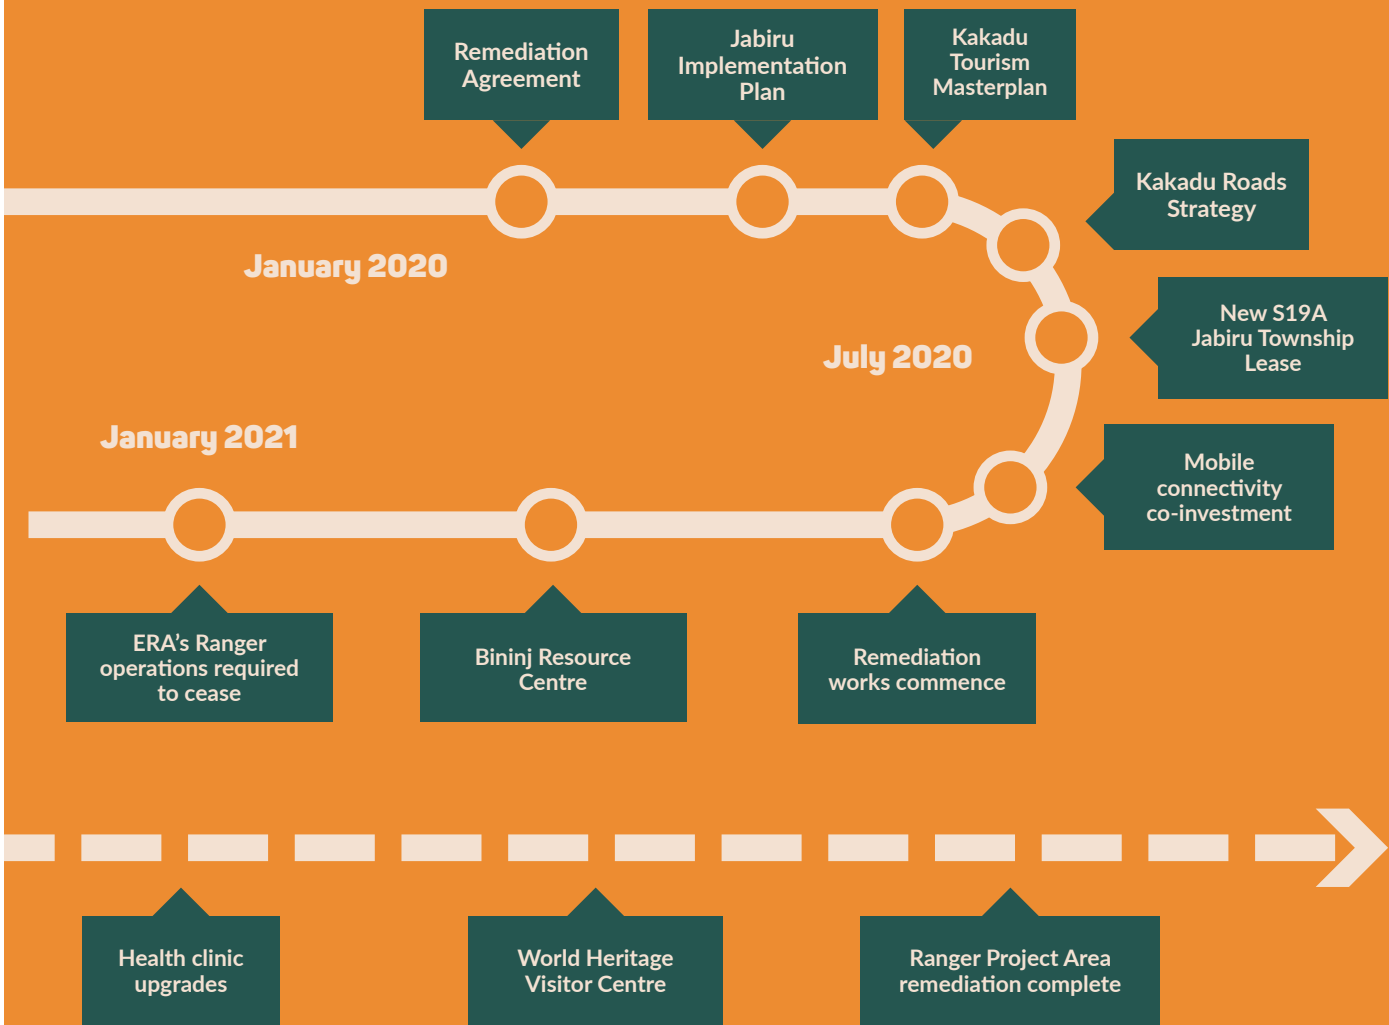 Remediation
Agreement
Jabiru
Implementation
Plan
Kakadu
Tourism
Masterplan
Kakadu Roads
Strategy
January 2020
New S19A
Jabiru Township
Lease
July 2020
January 2021
Mobile
connectivity
co-investment
ERA’s Ranger
operations required
to cease
Bininj Resource
Centre
Remediation
works commence
Health clinic
upgrades
World Heritage
Visitor Centre
Ranger Project Area
remediation complete